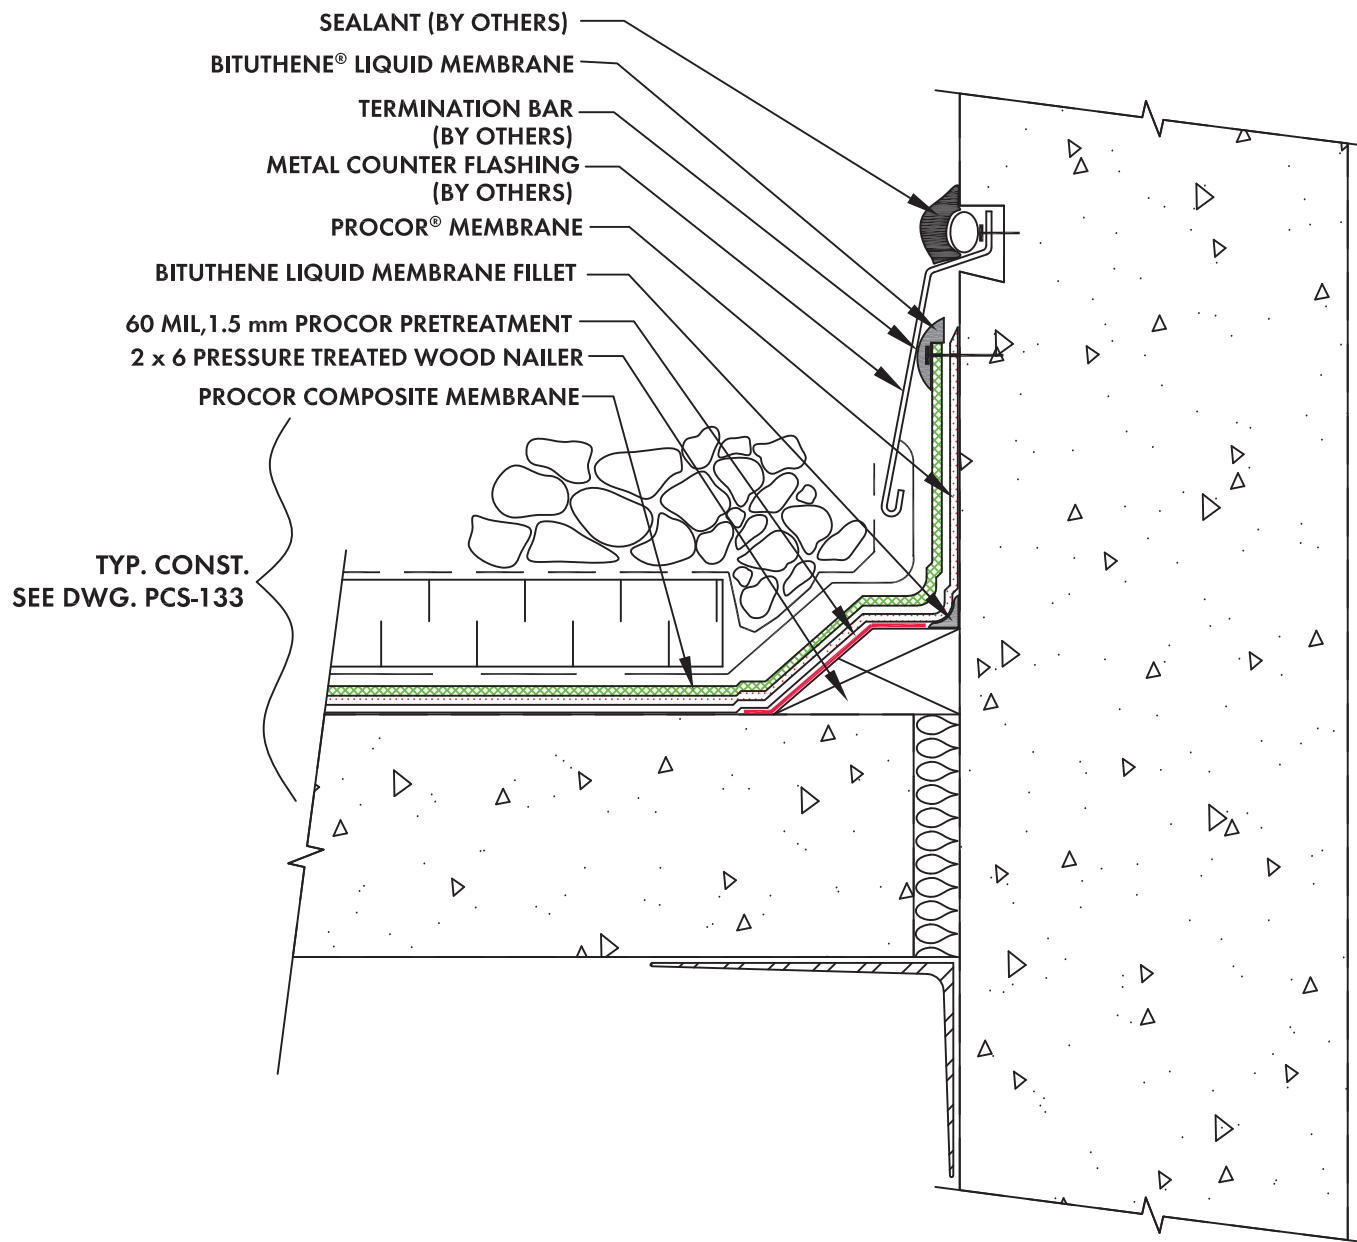 SEALANT (BY OTHERS)
BITUTHENE® LIQUID MEMBRANE
TERMINATION BAR
(BY OTHERS)
METAL COUNTER FLASHING
(BY OTHERS)
PROCOR® MEMBRANE
BITUTHENE LIQUID MEMBRANE FILLET
60 MIL,1.5 mm PROCOR PRETREATMENT
2 x 6 PRESSURE TREATED WOOD NAILER
PROCOR COMPOSITE MEMBRANE
TYP. CONST.
SEE DWG. PCS-133